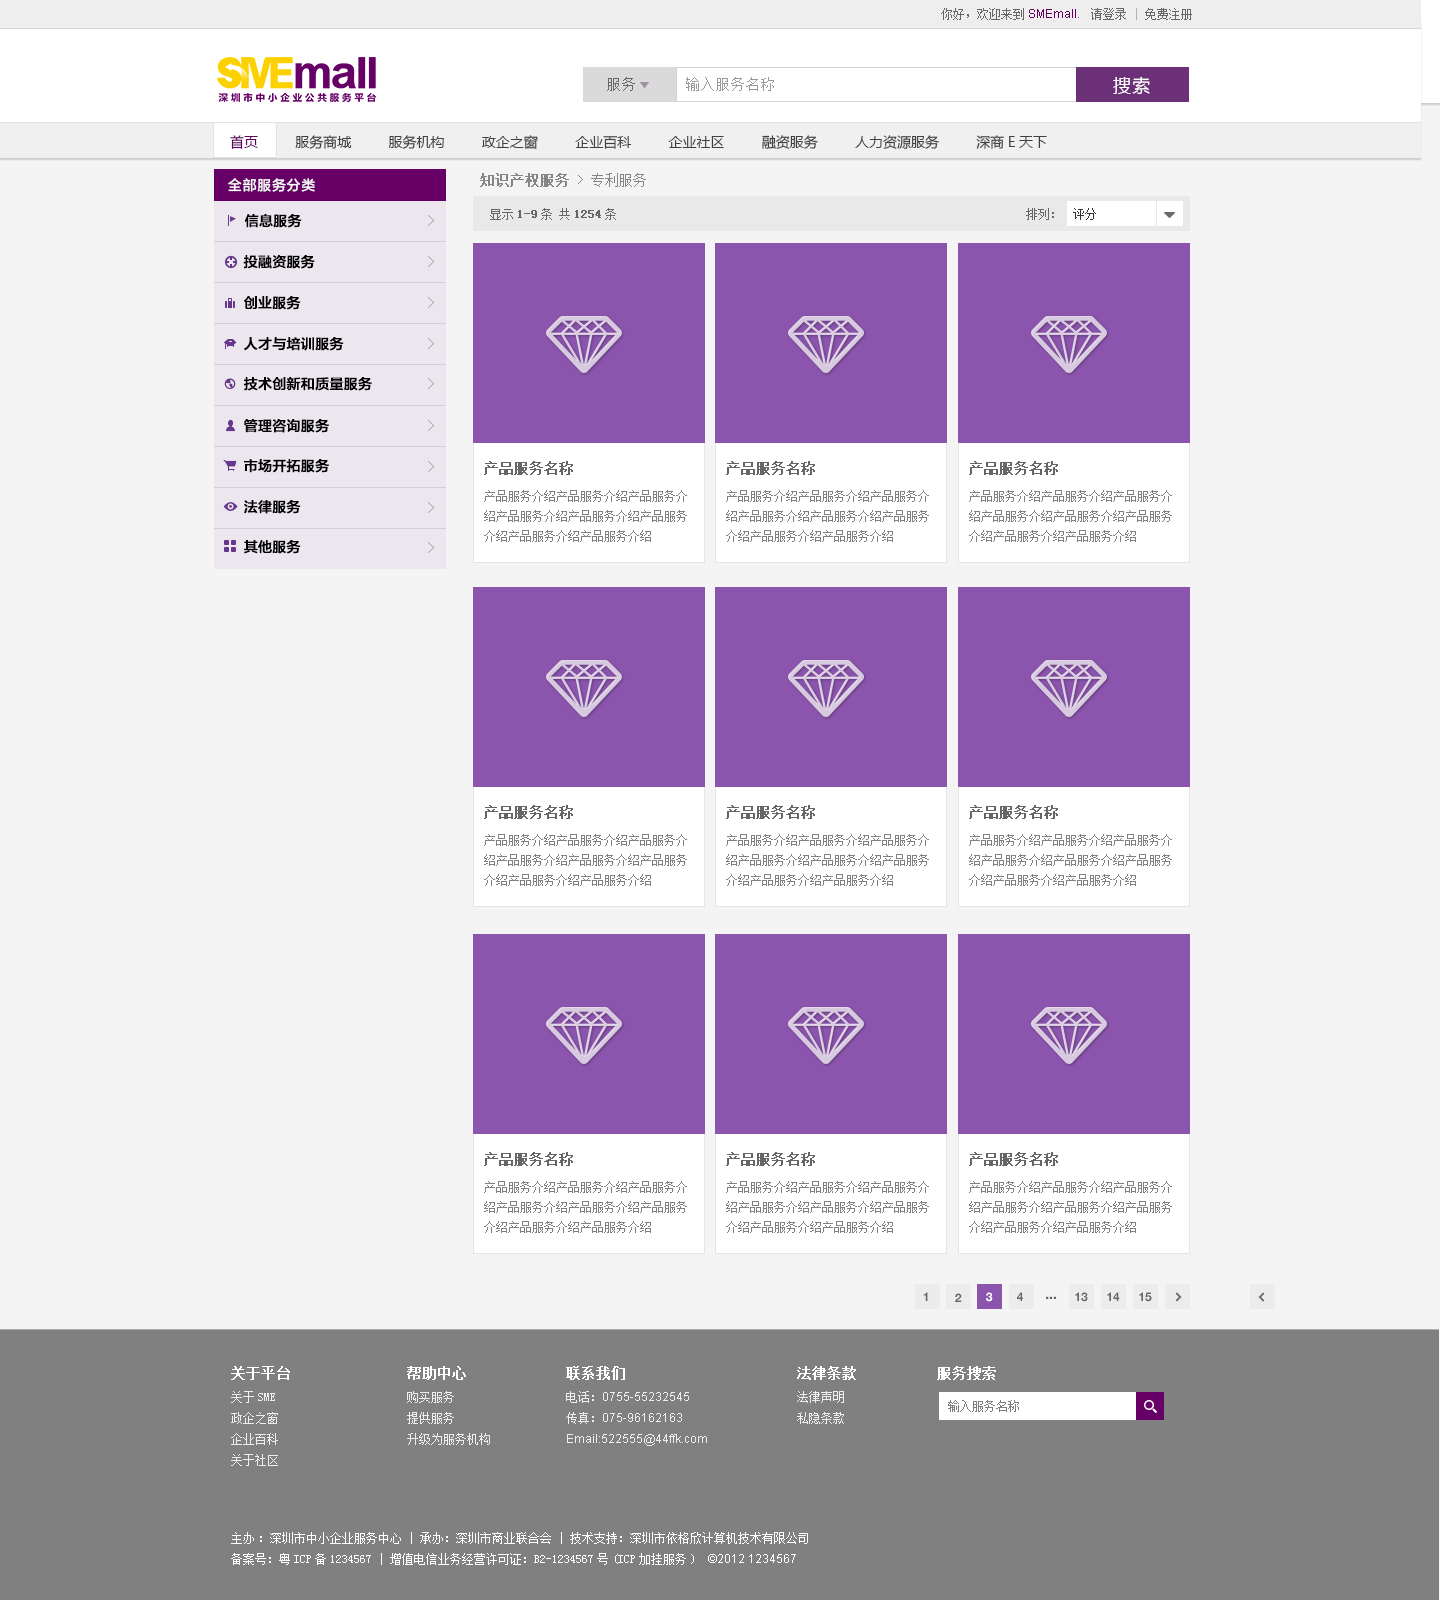 你好，欢迎来到 SMEmall. 请登录 | 免费注册
SMEmall
深圳市中小企业公共服务平台
服务 输入服务名称 搜索
首页 服务商城 服务机构 政企之窗 企业百科 企业社区 融资服务 人力资源服务 深商 E 天下
全部服务分类
信息服务
投融资服务
创业服务
人才与培训服务
技术创新和质量服务
管理咨询服务
市场开拓服务
法律服务
其他服务
知识产权服务 > 专利服务
显示 1-9 条 共 1254 条 排列： 评分
产品服务名称 产品服务名称 产品服务名称
产品服务介绍产品服务介绍产品服务介 产品服务介绍产品服务介绍产品服务介 产品服务介绍产品服务介绍产品服务介
绍产品服务介绍产品服务介绍产品服务 绍产品服务介绍产品服务介绍产品服务 绍产品服务介绍产品服务介绍产品服务
介绍产品服务介绍产品服务介绍 介绍产品服务介绍产品服务介绍 介绍产品服务介绍产品服务介绍
产品服务名称 产品服务名称 产品服务名称
产品服务介绍产品服务介绍产品服务介 产品服务介绍产品服务介绍产品服务介 产品服务介绍产品服务介绍产品服务介
绍产品服务介绍产品服务介绍产品服务 绍产品服务介绍产品服务介绍产品服务 绍产品服务介绍产品服务介绍产品服务
介绍产品服务介绍产品服务介绍 介绍产品服务介绍产品服务介绍 介绍产品服务介绍产品服务介绍
产品服务名称 产品服务名称 产品服务名称
产品服务介绍产品服务介绍产品服务介 产品服务介绍产品服务介绍产品服务介 产品服务介绍产品服务介绍产品服务介
绍产品服务介绍产品服务介绍产品服务 绍产品服务介绍产品服务介绍产品服务 绍产品服务介绍产品服务介绍产品服务
介绍产品服务介绍产品服务介绍 介绍产品服务介绍产品服务介绍 介绍产品服务介绍产品服务介绍
1 2 3 4 ··· 13 14 15 > <
关于平台 帮助中心 联系我们 法律条款 服务搜索
关于 SME 购买服务 电话：0755-55232545 法律声明 输入服务名称
政企之窗 提供服务 传真：075-96162163 私隐条款
企业百科 升级为服务机构 Email:522555@44ffk.com
关于社区
主办 ：深圳市中小企业服务中心 | 承办：深圳市商业联合会 | 技术支持：深圳市依格欣计算机技术有限公司
备案号：粤 ICP 备 1234567 | 增值电信业务经营许可证：B2-1234567 号（ICP 加挂服务 ） ©2012 1234567